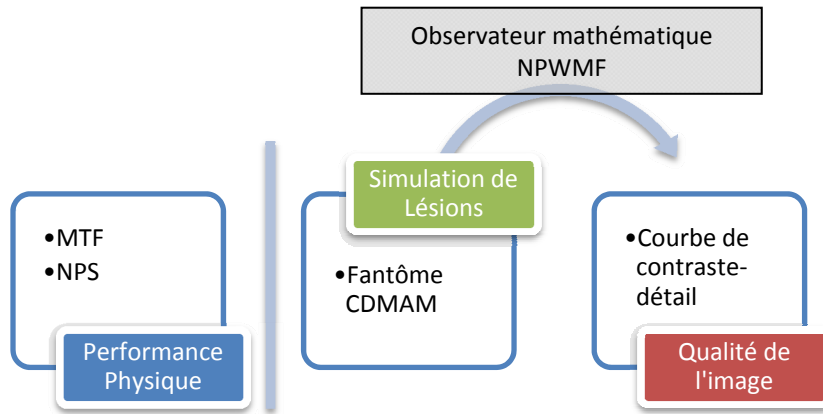 Observateur mathématique
NPWMF
•MTF
•NPS
Performance
Physique
Simulation de
Lésions
•Fantôme
CDMAM
•Courbe de
contraste-
détail
Qualité de
l'image